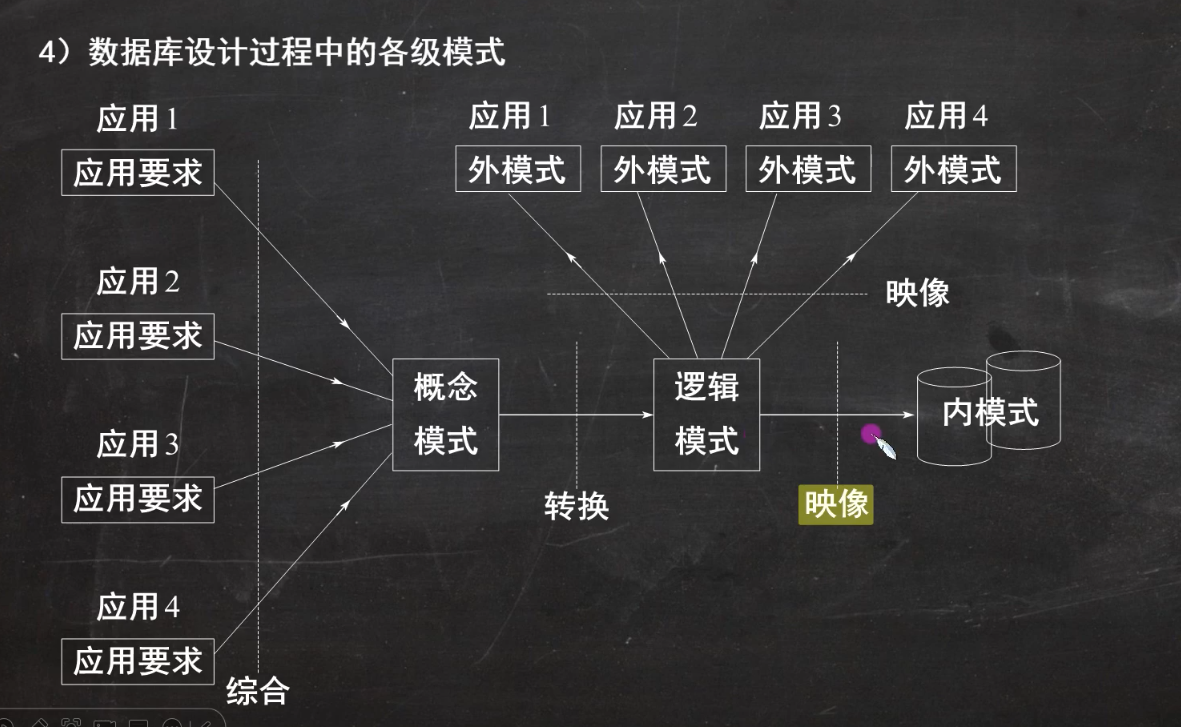 4）数据库设计过程中的各级模式
应用1
应用要求
应用2
应用要求
应用3
应用要求
应用4
应用要求
综合
概念
模式
转换
应用1
外模式
应用2
外模式
应用3
外模式
应用4
外模式
映像
逻辑
模式
映像
内模式